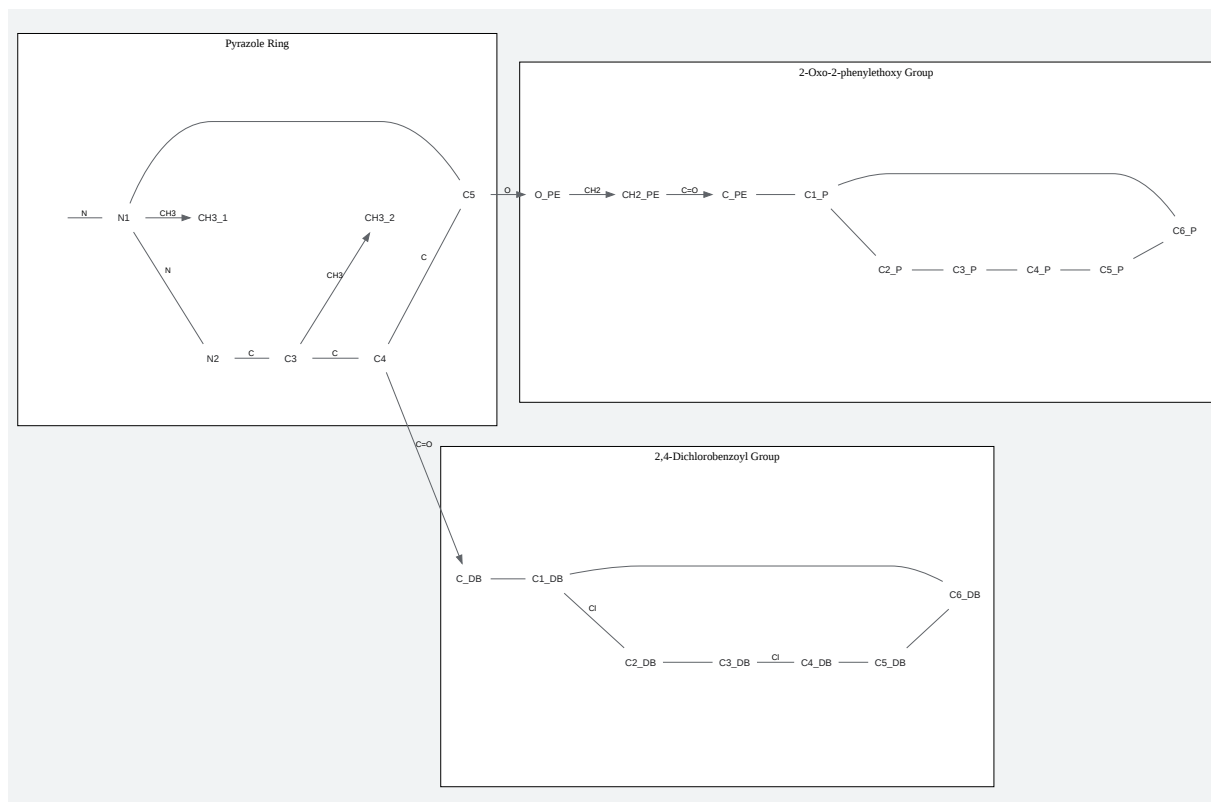 Pyrazole Ring
2-Oxo-2-phenylethoxy Group
C5 O O_PE CH2 CH2_PE C=O C_PE C1_P
N N1 CH3 CH3_1 CH3_2
C6_P
C
N CH3
C2_P C3_P C4_P C5_P
N2 C C3 C C4
C=O
2,4-Dichlorobenzoyl Group
C_DB C1_DB
C6_DB
Cl
C2_DB C3_DB Cl C4_DB C5_DB